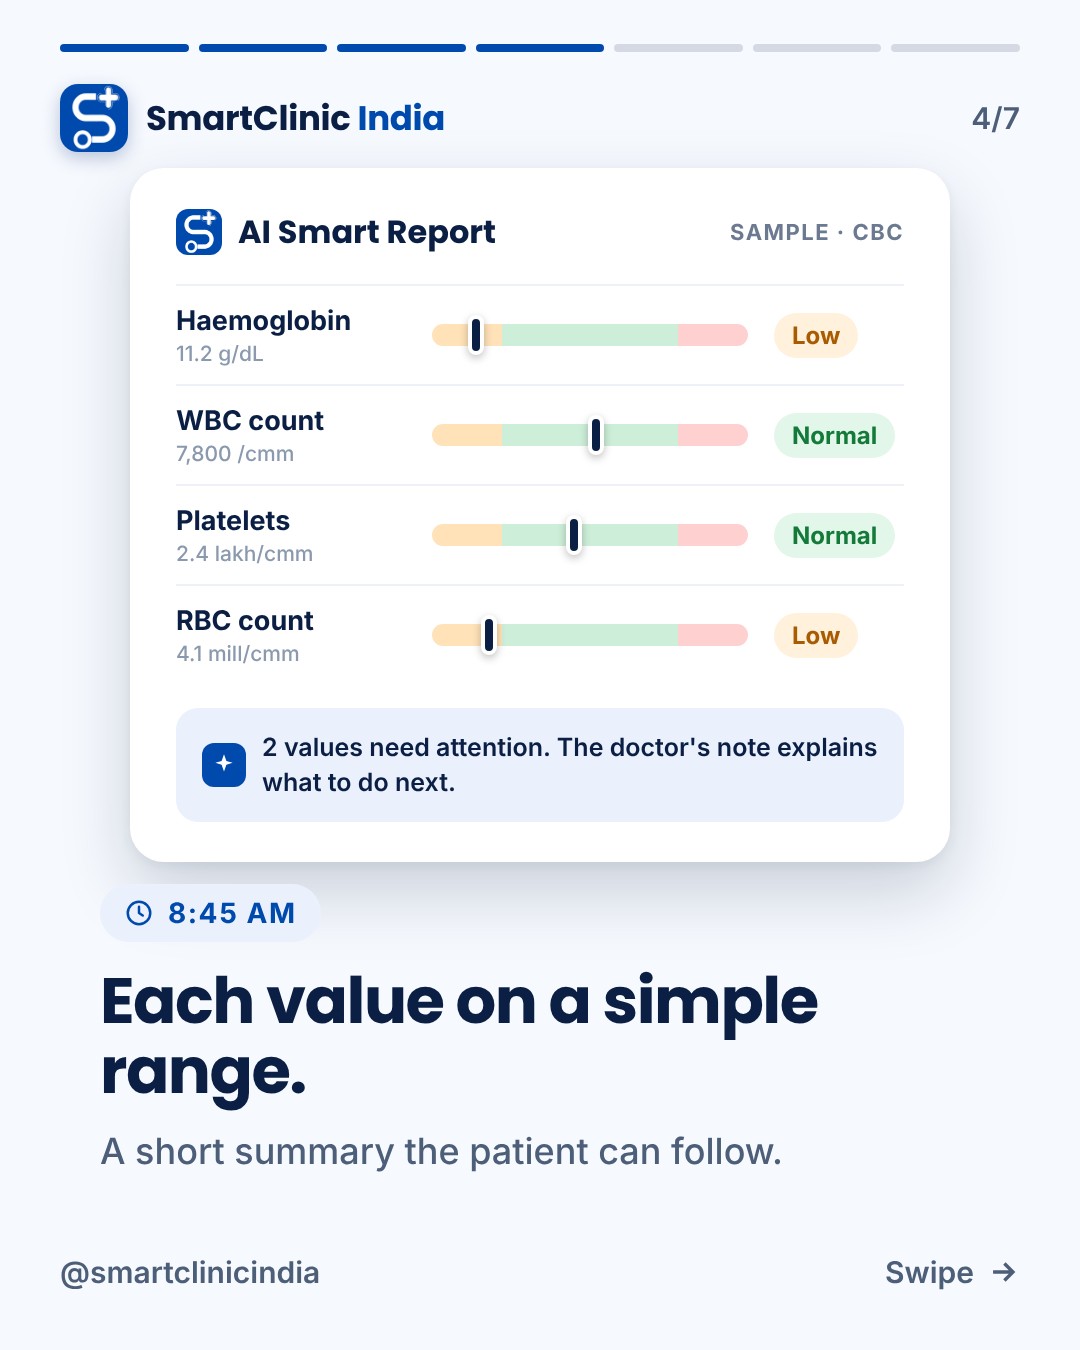 SmartClinic India
4/7
AI Smart Report
SAMPLE · CBC
Haemoglobin
11.2 g/dL
Low
WBC count
7,800 /cmm
Normal
Platelets
2.4 lakh/cmm
Normal
RBC count
4.1 mill/cmm
Low
2 values need attention. The doctor's note explains
what to do next.
8:45 AM
Each value on a simple
range.
A short summary the patient can follow.
@smartclinicindia
Swipe →